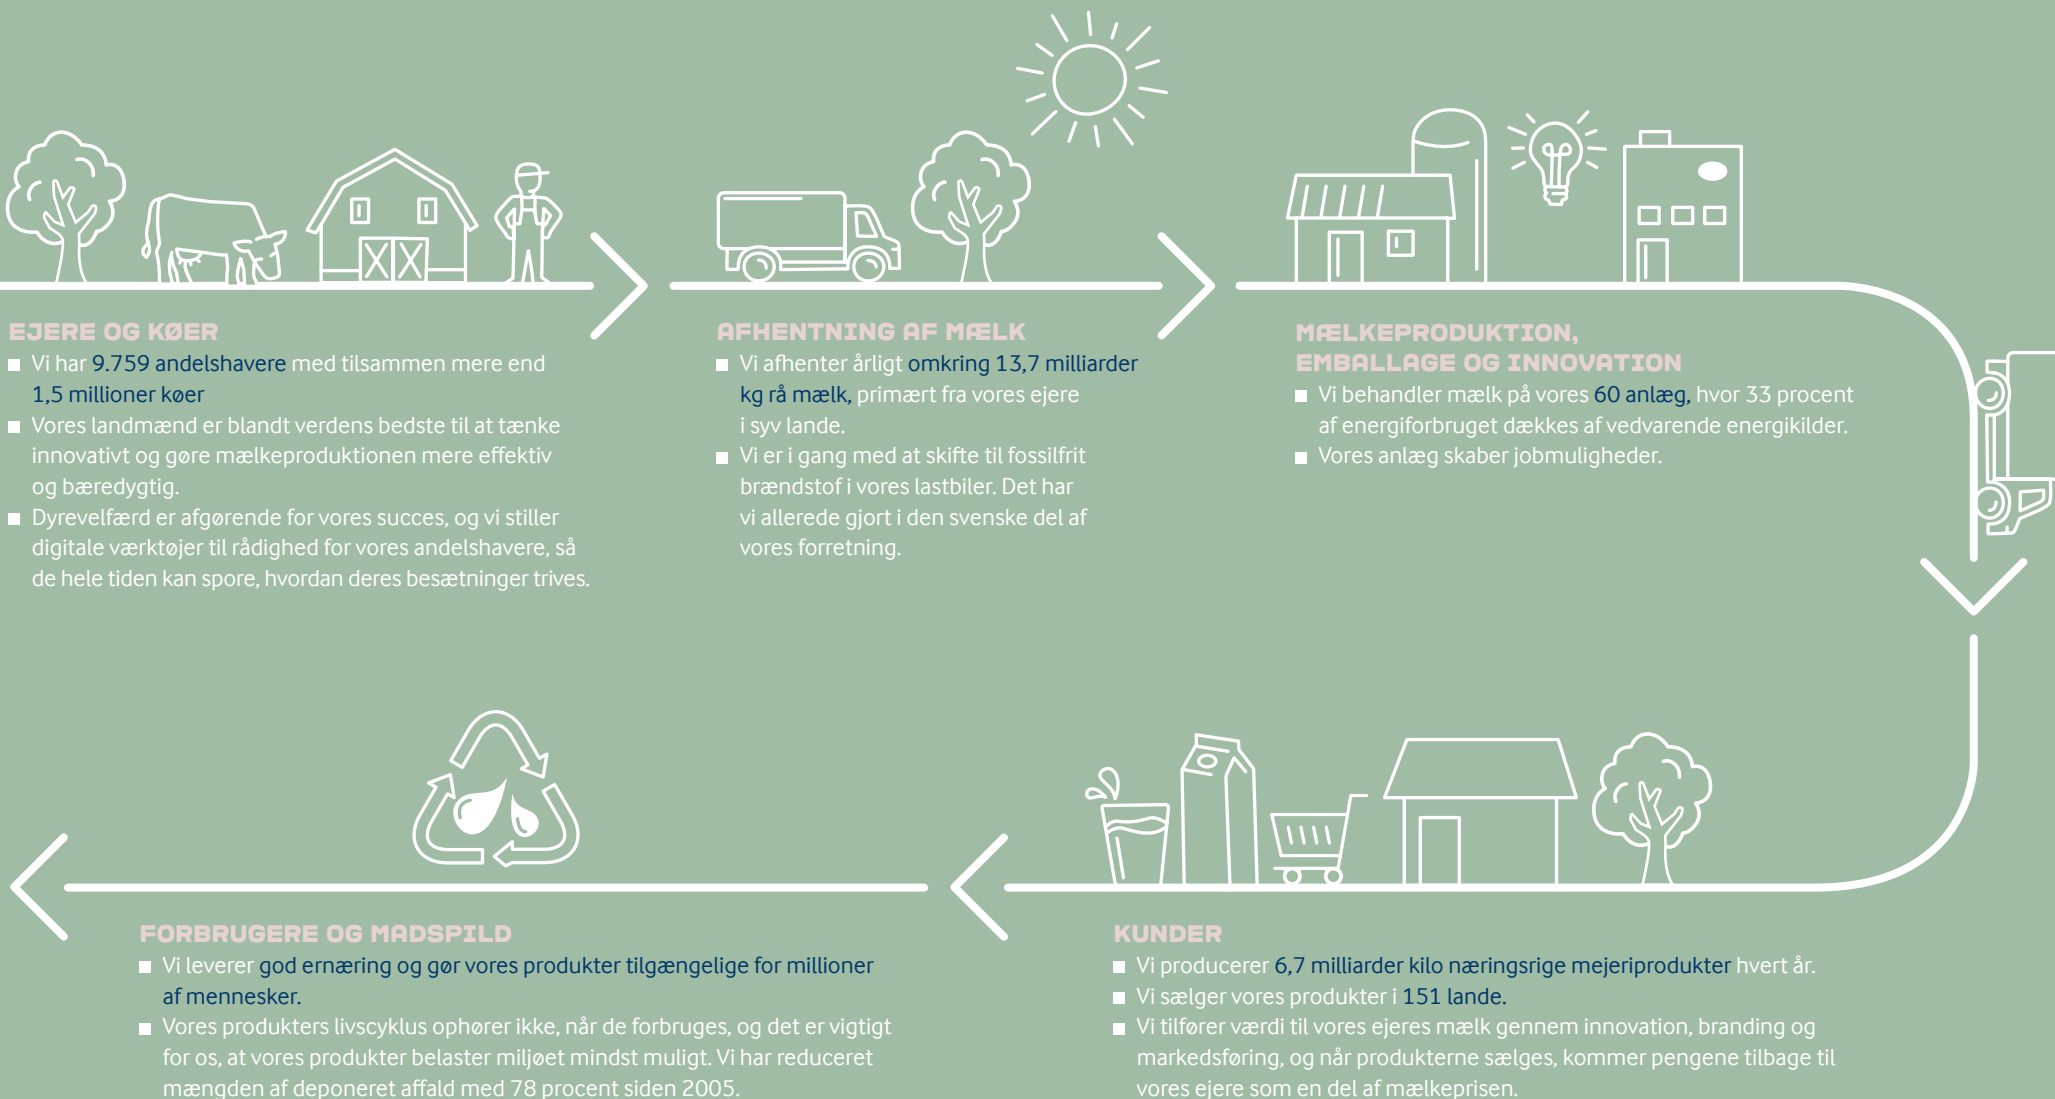 EJERE OG KØER
Vi har 9.759 andelshavere med tilsammen mere end
1,5 millioner køer
Vores landmænd er blandt verdens bedste til at tænke
innovativt og gøre mælkeproduktionen mere effektiv
og bæredygtig.
Dyrevelfærd er afgørende for vores succes, og vi stiller
digitale værktøjer til rådighed for vores andelshavere, så
de hele tiden kan spore, hvordan deres besætninger trives.
AFHENTNING AF MÆLK
Vi afhenter årligt omkring 13,7 milliarder
kg rå mælk, primært fra vores ejere
i syv lande.
Vi er i gang med at skifte til fossilfrit
brændstof i vores lastbiler. Det har
vi allerede gjort i den svenske del af
vores forretning.
MÆLKEPRODUKTION,
EMBALLAGE OG INNOVATION
Vi behandler mælk på vores 60 anlæg, hvor 33 procent
af energiforbruget dækkes af vedvarende energikilder.
Vores anlæg skaber jobmuligheder.
KUNDER
Vi producerer 6,7 milliarder kilo næringsrige mejeriprodukter hvert år.
Vi sælger vores produkter i 151 lande.
Vi tilfører værdi til vores ejeres mælk gennem innovation, branding og
markedsføring, og når produkterne sælges, kommer pengene tilbage til
vores ejere som en del af mælkeprisen.
FORBRUGERE OG MADSPILD
Vi leverer god ernæring og gør vores produkter tilgængelige for millioner
af mennesker.
Vores produkters livscyklus ophører ikke, når de forbruges, og det er vigtigt
for os, at vores produkter belaster miljøet mindst muligt. Vi har reduceret
mængden af deponeret affald med 78 procent siden 2005.